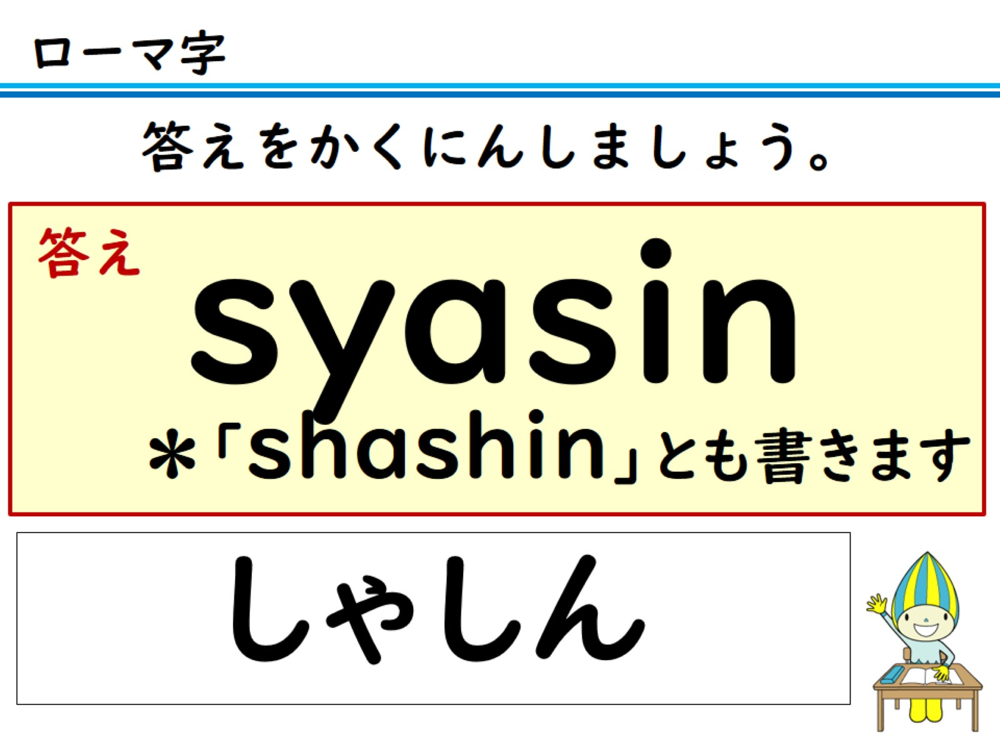 ローマ字
答えをかくにんしましょう。
答え
syasin
＊「shashin」とも書きます
しゃしん